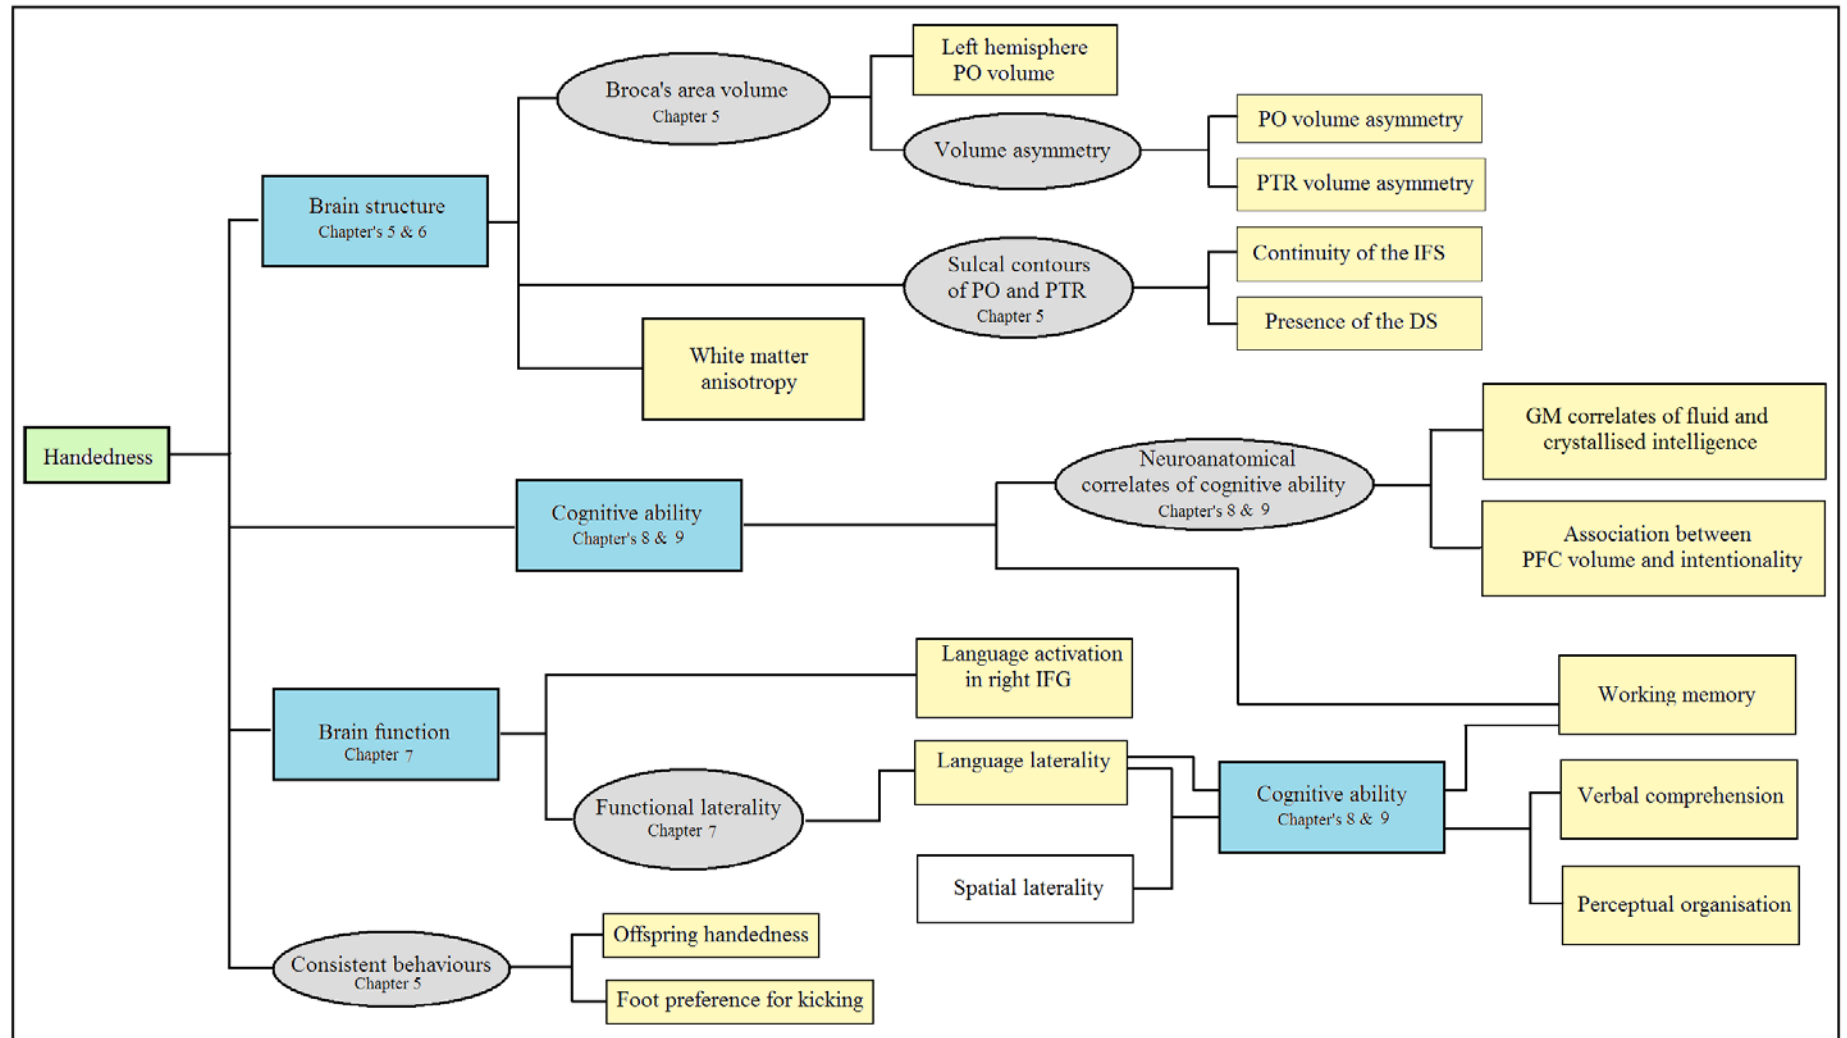 Left hemisphere
PO volume
Broca's area volume
Chapter 5
PO volume asymmetry
Volume asymmetry
PTR volume asymmetry
Brain structure
Chapter's 5 & 6
Continuity of the IFS
Sulcal contours
of PO and PTR
Chapter 5
Presence of the DS
White matter
anisotropy
GM correlates of fluid and
crystallised intelligence
Handedness
Neuroanatomical
correlates of cognitive ability
Chapter's 8 & 9
Cognitive ability
Chapter's 8 & 9
Association between
PFC volume and intentionality
Language activation
in right IFG
Working memory
Brain function
Chapter 7
Language laterality
Cognitive ability
Chapter's 8 & 9
Verbal comprehension
Functional laterality
Chapter 7
Spatial laterality
Perceptual organisation
Offspring handedness
Consistent behaviours
Chapter 5
Foot preference for kicking